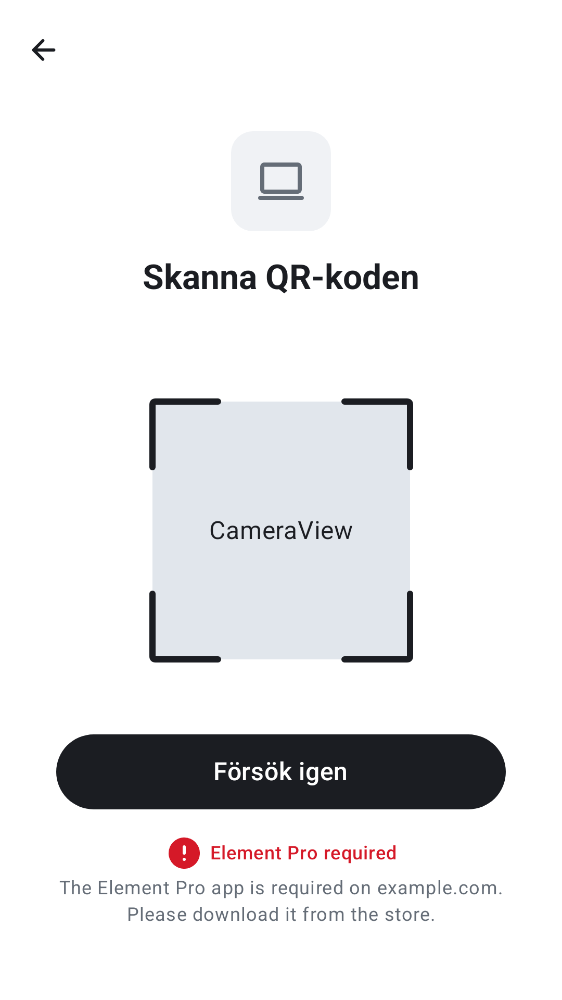 Skanna QR-koden
CameraView
Försök igen
Element Pro required
The Element Pro app is required on example.com.
Please download it from the store.